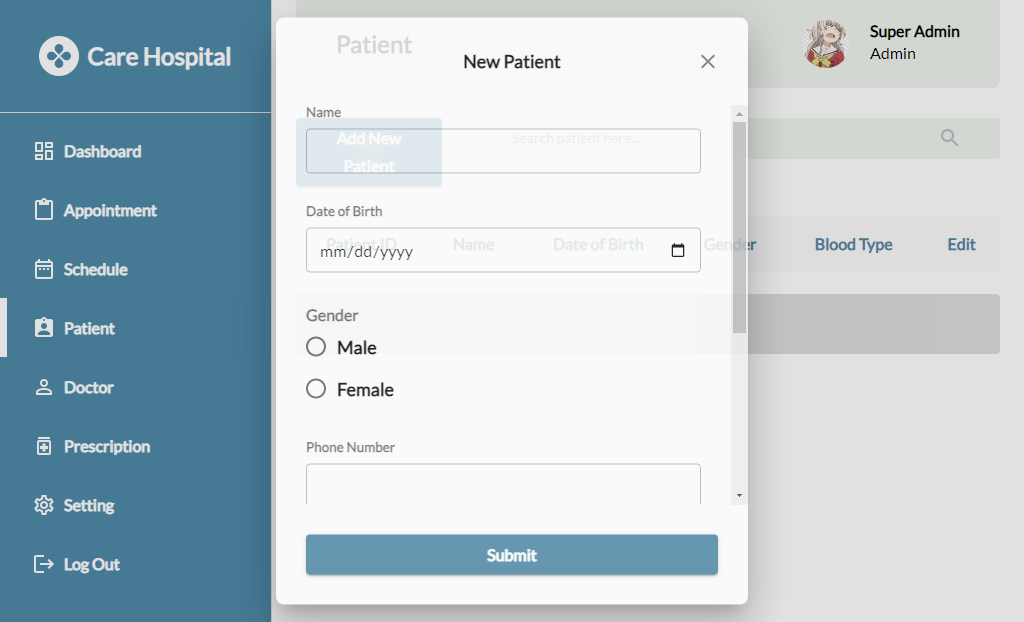 Care Hospital
Dashboard
Appointment
Schedule
Patient
Doctor
Prescription
Setting
Log Out
Patient
Super Admin
Admin
Add New
Patient
Search patient here...
Patient ID Name Date of Birth Gender Blood Type Edit
New Patient
Name
Date of Birth
mm/dd/yyyy
Gender
Male
Female
Phone Number
Submit